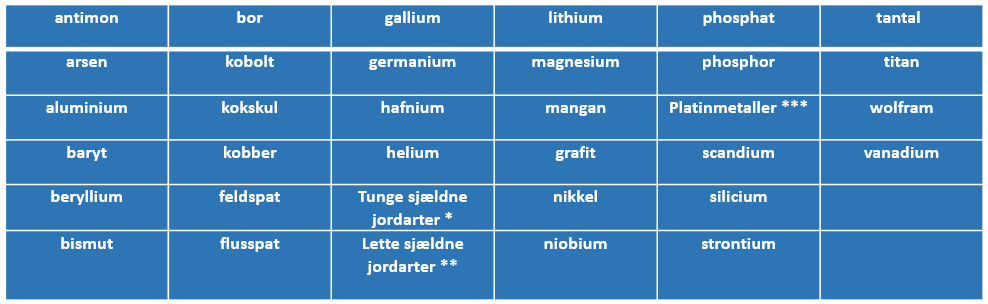 antimon bor gallium lithium phosphat tantal
arsen kobolt germanium magnesium phosphor titan
aluminium kokskul hafnium mangan Platinmetaller *** wolfram
baryt kobber helium grafit scandium vanadium
beryllium feldspat Tunge sjældne nikkel silicium
jordarter *
bismut flusspat Lette sjældne niobium strontium
jordarter **